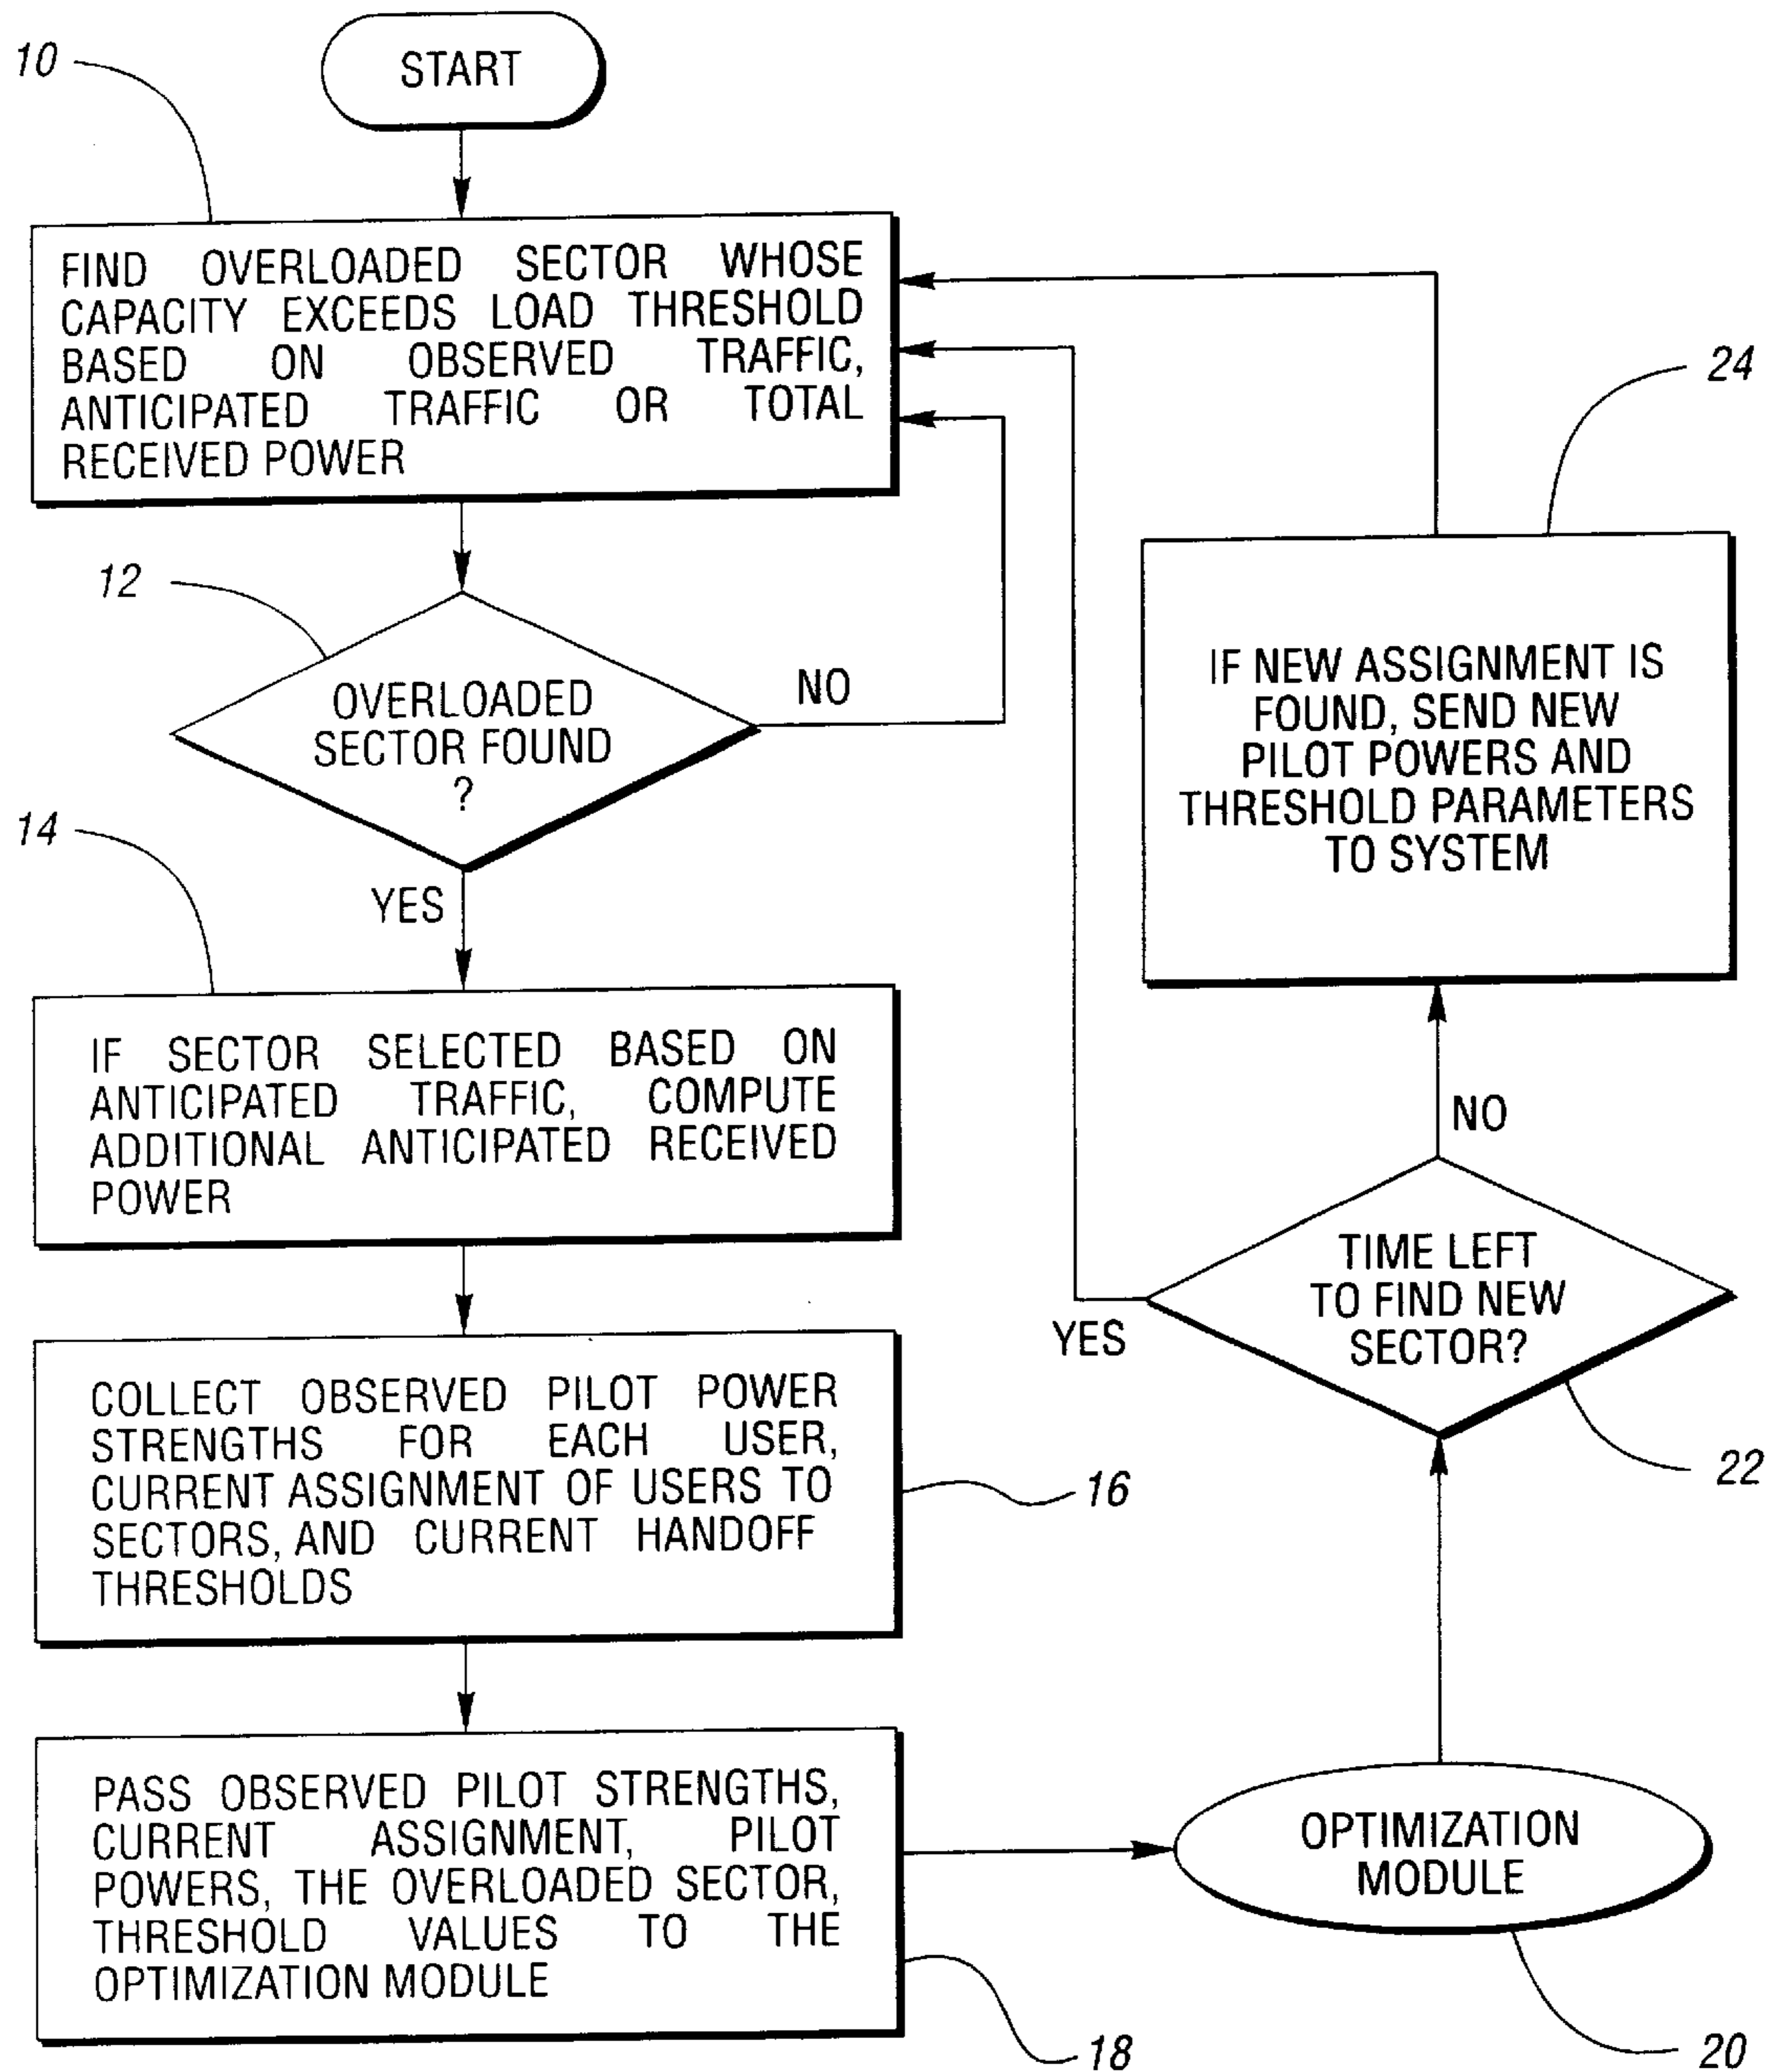 10
START
FIND OVERLOADED SECTOR WHOSE
CAPACITY EXCEEDS LOAD THRESHOLD
BASED ON OBSERVED TRAFFIC,
ANTICIPATED TRAFFIC OR TOTAL
RECEIVED POWER
12
OVERLOADED
SECTOR FOUND
?
NO
YES
14
IF SECTOR SELECTED BASED ON
ANTICIPATED TRAFFIC, COMPUTE
ADDITIONAL ANTICIPATED RECEIVED
POWER
COLLECT OBSERVED PILOT POWER
STRENGTHS FOR EACH USER,
CURRENT ASSIGNMENT OF USERS TO
SECTORS, AND CURRENT HANDOFF
THRESHOLDS
16
PASS OBSERVED PILOT STRENGTHS,
CURRENT ASSIGNMENT, PILOT
POWERS, THE OVERLOADED SECTOR,
THRESHOLD VALUES TO THE
OPTIMIZATION MODULE
18
OPTIMIZATION
MODULE
20
TIME LEFT
TO FIND NEW
SECTOR?
22
YES
NO
IF NEW ASSIGNMENT IS
FOUND, SEND NEW
PILOT POWERS AND
THRESHOLD PARAMETERS
TO SYSTEM
24